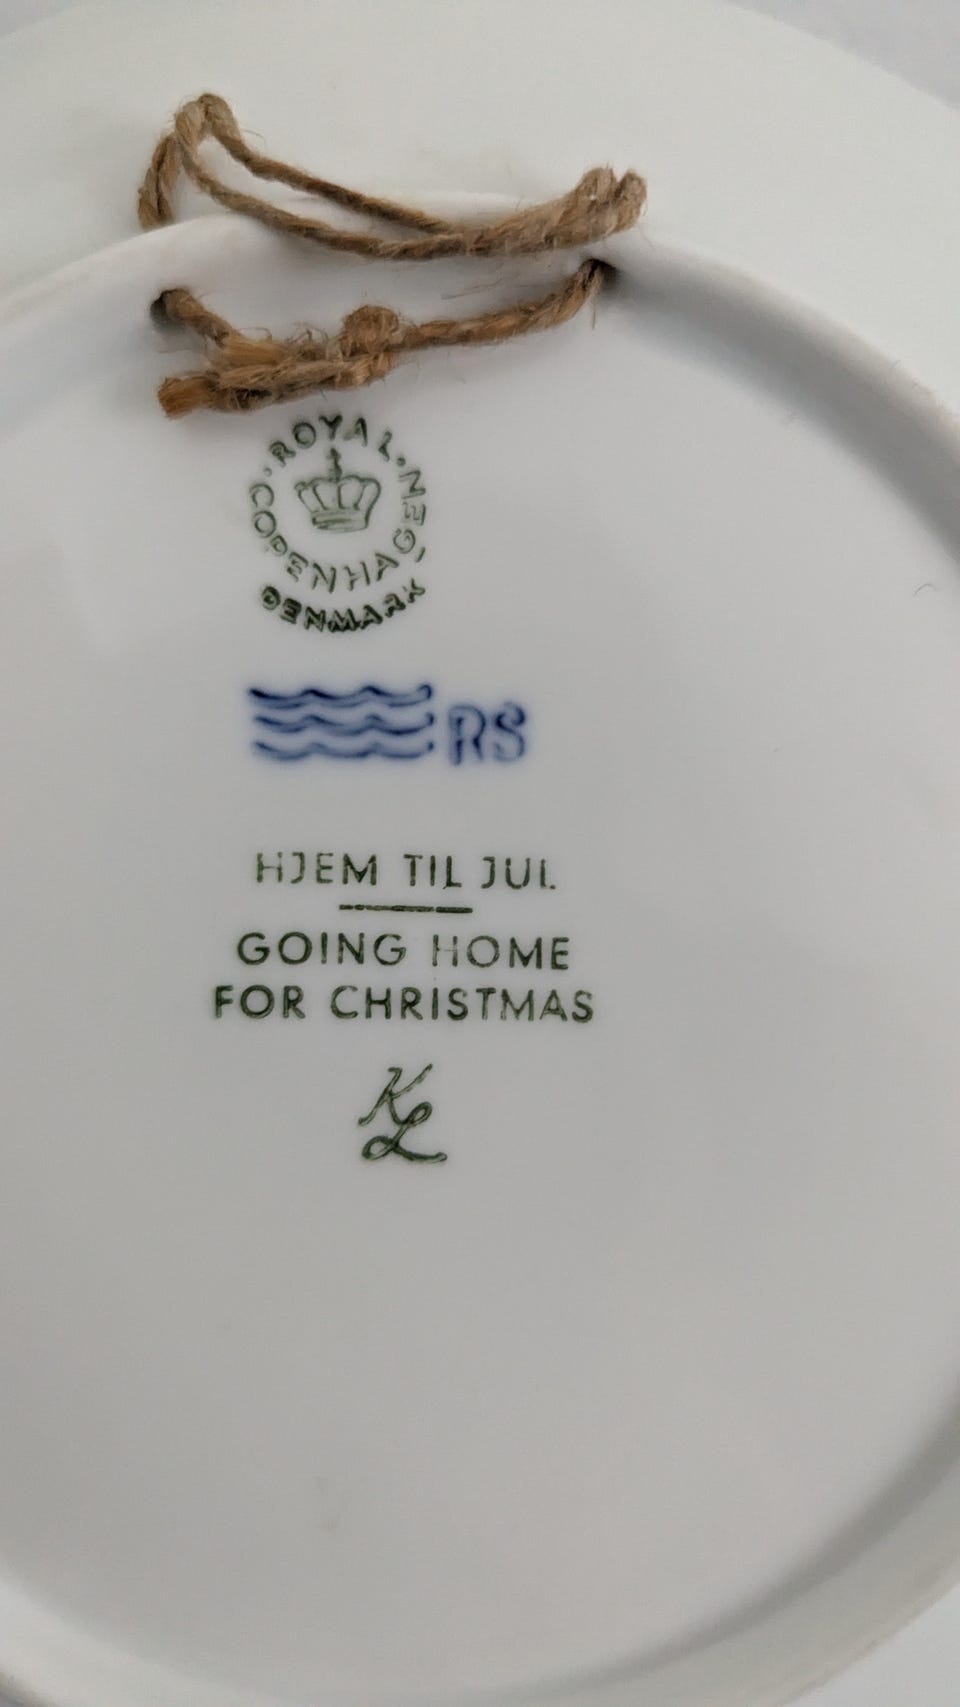 ROYAL COPENHAGEN
DENMARK
RS
HJEM TIL JUL
GOING HOME
FOR CHRISTMAS
KL